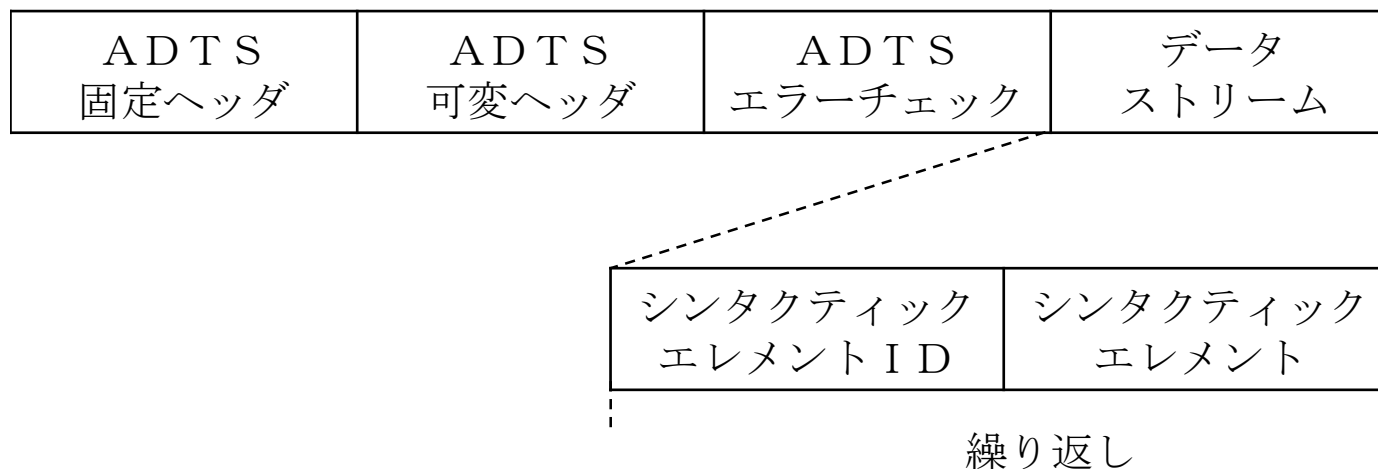 ＡＤＴＳ
固定ヘッダ
ＡＤＴＳ
可変ヘッダ
ＡＤＴＳ
エラーチェック
データ
ストリーム
シンタクティック
エレメントＩＤ
シンタクティック
エレメント
繰り返し